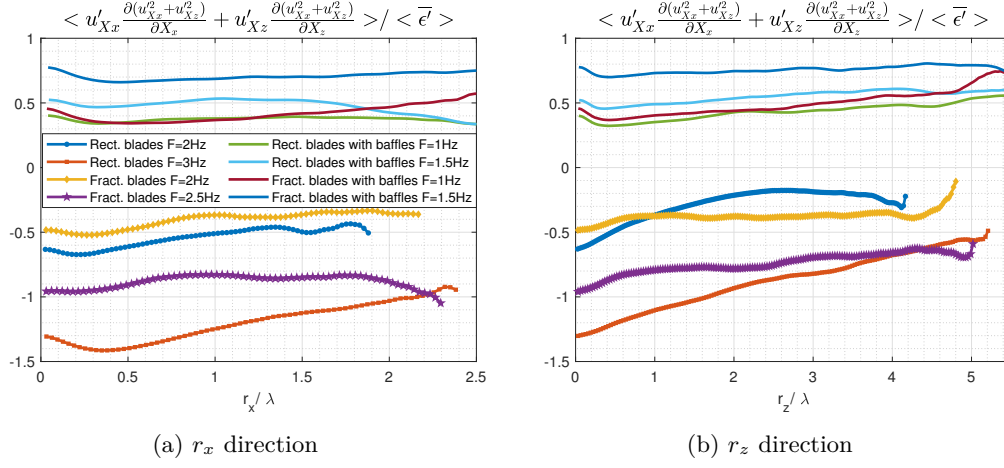 < u'_{Xx} ∂(u'^2_{Xx}+u'^2_{Xz})/∂X_x + u'_{Xz} ∂(u'^2_{Xx}+u'^2_{Xz})/∂X_z > / < \overline{ϵ'} >
1
0.5
0
-0.5
-1
-1.5
Rect. blades F=2Hz
Rect. blades F=3Hz
Fract. blades F=2Hz
Fract. blades F=2.5Hz
Rect. blades with baffles F=1Hz
Rect. blades with baffles F=1.5Hz
Fract. blades with baffles F=1Hz
Fract. blades with baffles F=1.5Hz
0 0.5 1 1.5 2 2.5
r_x/ λ
(a) r_x direction
< u'_{Xx} ∂(u'^2_{Xx}+u'^2_{Xz})/∂X_x + u'_{Xz} ∂(u'^2_{Xx}+u'^2_{Xz})/∂X_z > / < \overline{ϵ'} >
1
0.5
0
-0.5
-1
-1.5
0 1 2 3 4 5
r_z/ λ
(b) r_z direction